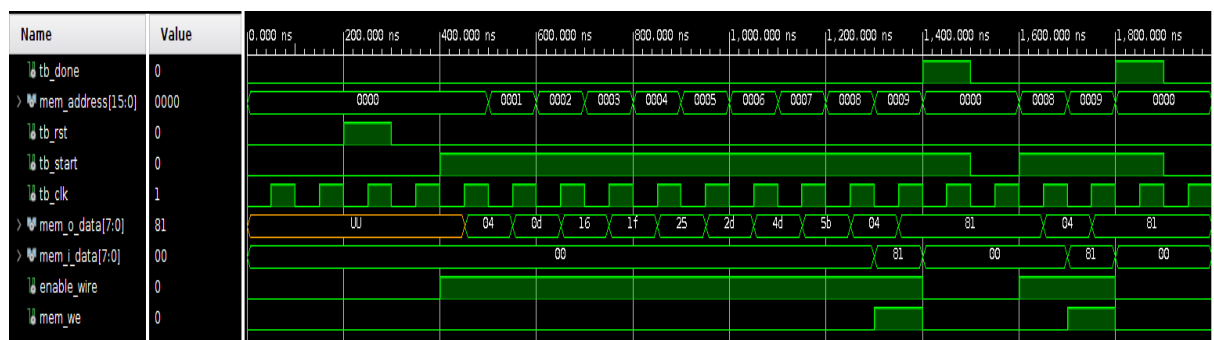 Name Value 0.000 ns 200.000 ns 400.000 ns 600.000 ns 800.000 ns 1,000.000 ns 1,200.000 ns 1,400.000 ns 1,600.000 ns 1,800.000 ns
tb_done 0
mem_address[15:0] 0000 0000 0001 0002 0003 0004 0005 0006 0007 0008 0009 0000 0008 0009 0000
tb_rst 0
tb_start 0
tb_clk 1
mem_o_data[7:0] 81 UU 04 0d 16 1f 25 2d 4d 5b 04 81 04 81
mem_i_data[7:0] 00 00 81 00 81 00
enable_wire 0
mem_we 0